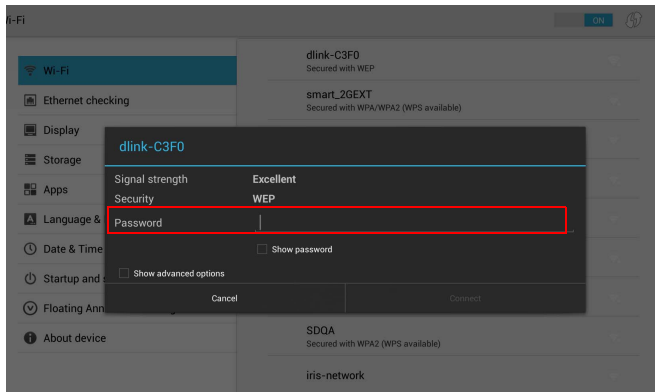 i-Fi
ON
Wi-Fi
Ethernet checking
Display
Storage
Apps
Language &
Date & Time
Startup and
Floating Ann
About device
dlink-C3F0
Secured with WEP
smart_2GEXT
Secured with WPA/WPA2 (WPS available)
dlink-C3F0
Signal strength Excellent
Security WEP
Password
Show password
Show advanced options
Cancel Connect
SDQA
Secured with WPA2 (WPS available)
iris-network